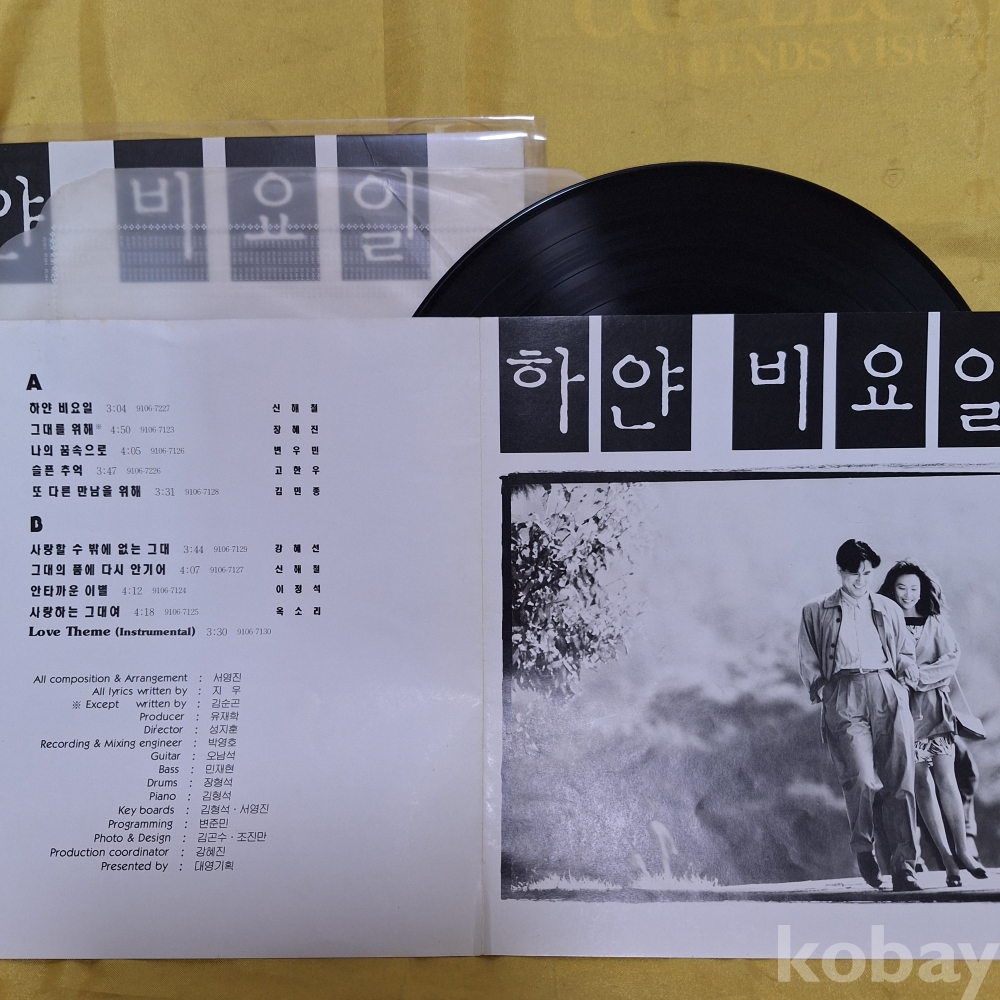 COLLEC
TRENDS VISUA
얀 비 요 일
하 얀 비 요 일
A
하얀 비요일 3:04 9106-7227 신 해 철
그대를 위해※ 4:50 9106-7123 장 혜 진
나의 꿈속으로 4:05 9106-7126 변 우 민
슬픈 추억 3:47 9106-7226 고 한 우
또 다른 만남을 위해 3:31 9106-7128 김 민 종
B
사랑할 수 밖에 없는 그대 3:44 9106-7129 강 혜 선
그대의 품에 다시 안기어 4:07 9106-7127 신 해 철
안타까운 이별 4:12 9106-7124 이 정 석
사랑하는 그대여 4:18 9106-7125 옥 소 리
Love Theme (Instrumental) 3:30 9106-7130
All composition & Arrangement : 서영진
All lyrics written by : 지 우
※ Except written by : 김순곤
Producer : 유재학
Director : 성지훈
Recording & Mixing engineer : 박영호
Guitar : 오남석
Bass : 민재현
Drums : 장형석
Piano : 김형석
Key boards : 김형석 · 서영진
Programming : 변준민
Photo & Design : 김곤수 · 조진만
Production coordinator : 강혜진
Presented by : 대영기획
kobay